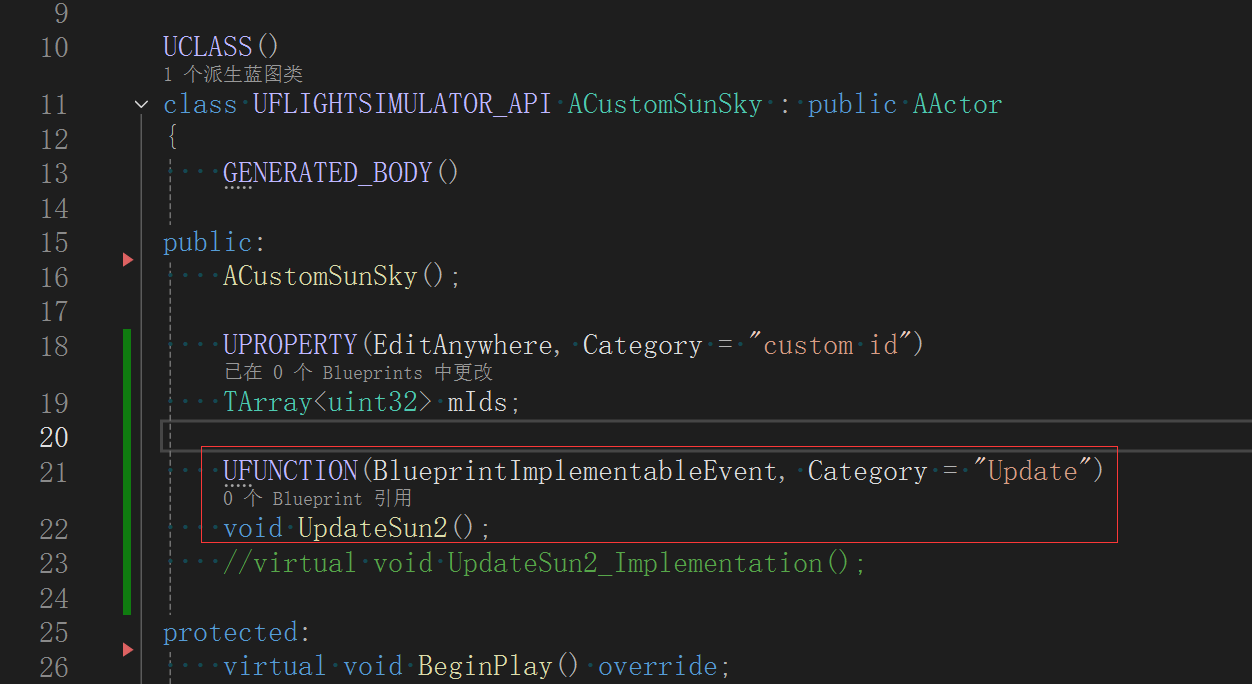 9
10 UCLASS()
1 个派生蓝图类
11 class UFLIGHTSIMULATOR_API ACustomSunSky : public AActor
12 {
13 GENERATED_BODY()
14
15 public:
16 ACustomSunSky();
17
18 UPROPERTY(EditAnywhere, Category = "custom id")
已在 0 个 Blueprints 中更改
19 TArray<uint32> mIds;
20
21 UFUNCTION(BlueprintImplementableEvent, Category = "Update")
0 个 Blueprint 引用
22 void UpdateSun2();
23 //virtual void UpdateSun2_Implementation();
24
25 protected:
26 virtual void BeginPlay() override;